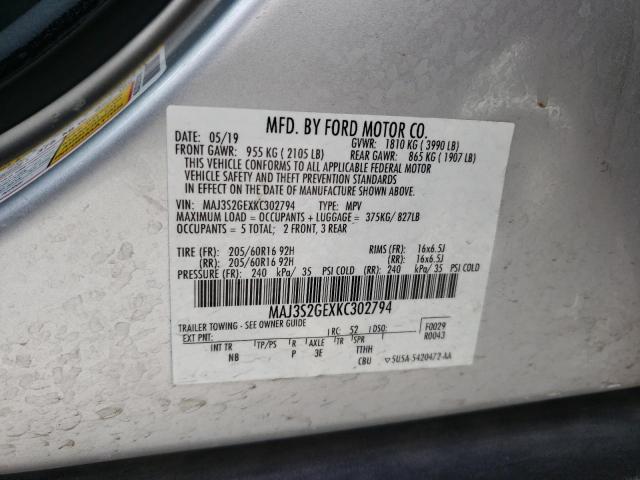 MFD. BY FORD MOTOR CO.
DATE: 05/19 GVWR: 1810 KG ( 3990 LB)
FRONT GAWR: 955 KG ( 2105 LB) REAR GAWR: 865 KG ( 1907 LB)
THIS VEHICLE CONFORMS TO ALL APPLICABLE FEDERAL MOTOR
VEHICLE SAFETY AND THEFT PREVENTION STANDARDS
IN EFFECT ON THE DATE OF MANUFACTURE SHOWN ABOVE.
VIN: MAJ3S2GEXKC302794 TYPE: MPV
MAXIMUM LOAD = OCCUPANTS + LUGGAGE = 375KG/ 827LB
OCCUPANTS = 5 TOTAL; 2 FRONT, 3 REAR
TIRE (FR): 205/60R16 92H RIMS (FR): 16x6.5J
(RR): 205/60R16 92H (RR): 16x6.5J
PRESSURE (FR): 240 kPa/ 35 PSI COLD (RR): 240 kPa/ 35 PSI COLD
MAJ3S2GEXKC302794
TRAILER TOWING - SEE OWNER GUIDE
EXT PNT: RC: 52 DSO: F0029
R0043
INT TR TP/PS R AXLE TR SPR
NB P 3E TTHH
CBU ▽5U5A-5420472-AA